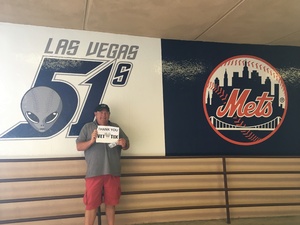 LAS VEGAS
51s
Mets
THANK YOU